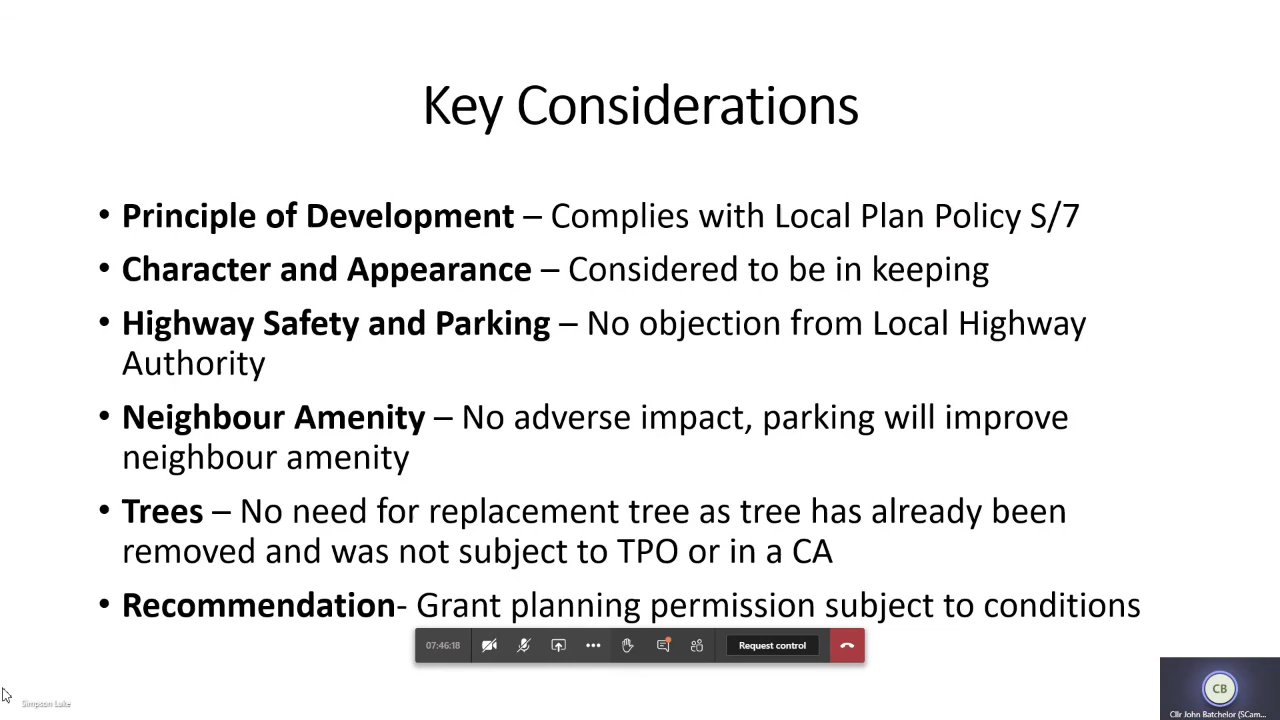 Key Considerations
• Principle of Development – Complies with Local Plan Policy S/7
• Character and Appearance – Considered to be in keeping
• Highway Safety and Parking – No objection from Local Highway
Authority
• Neighbour Amenity – No adverse impact, parking will improve
neighbour amenity
• Trees – No need for replacement tree as tree has already been
removed and was not subject to TPO or in a CA
• Recommendation- Grant planning permission subject to conditions
07:46:18
Request control
CB
Simpson Luke
Cllr John Batchelor (SCam...